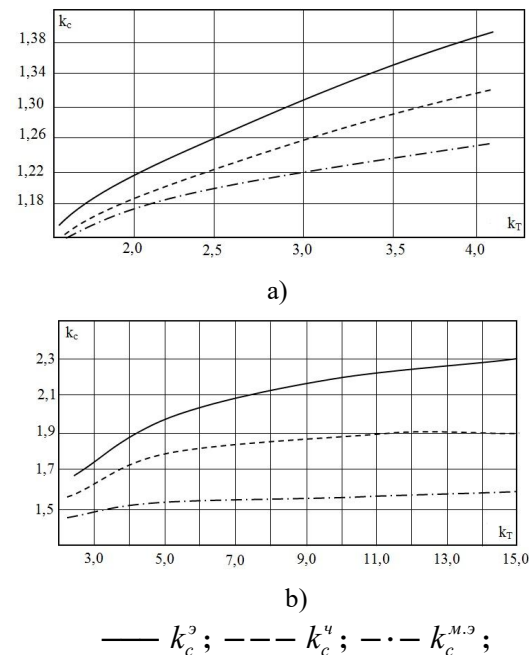 k_c
1,38
1,34
1,30
1,26
1,22
1,18
k_T
2,0 2,5 3,0 3,5 4,0
a)
k_c
2,3
2,1
1,9
1,7
1,5
k_T
3,0 5,0 7,0 9,0 11,0 13,0 15,0
b)
—— k_c^э ; – – – k_c^ч ; – · – k_c^{м.э} ;